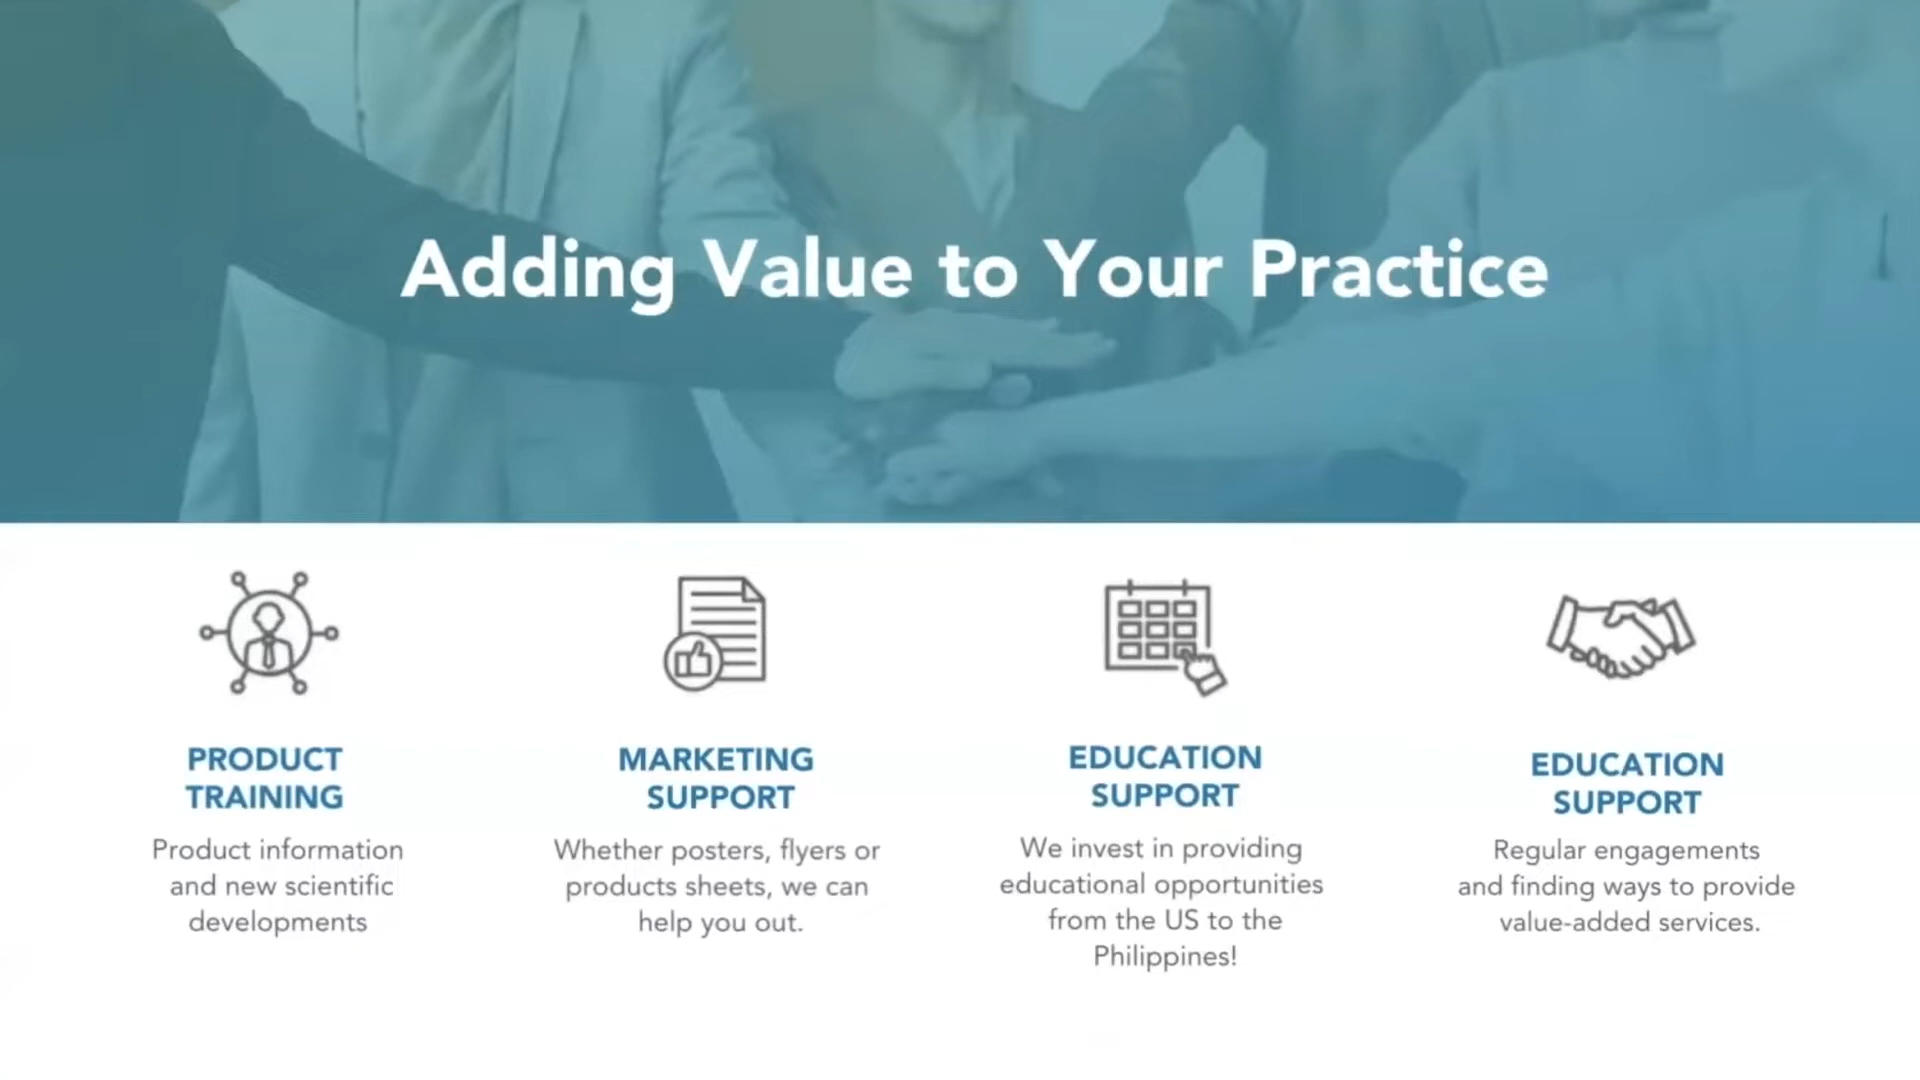 Adding Value to Your Practice
PRODUCT
TRAINING
Product information
and new scientific
developments
MARKETING
SUPPORT
Whether posters, flyers or
products sheets, we can
help you out.
EDUCATION
SUPPORT
We invest in providing
educational opportunities
from the US to the
Philippines!
EDUCATION
SUPPORT
Regular engagements
and finding ways to provide
value-added services.